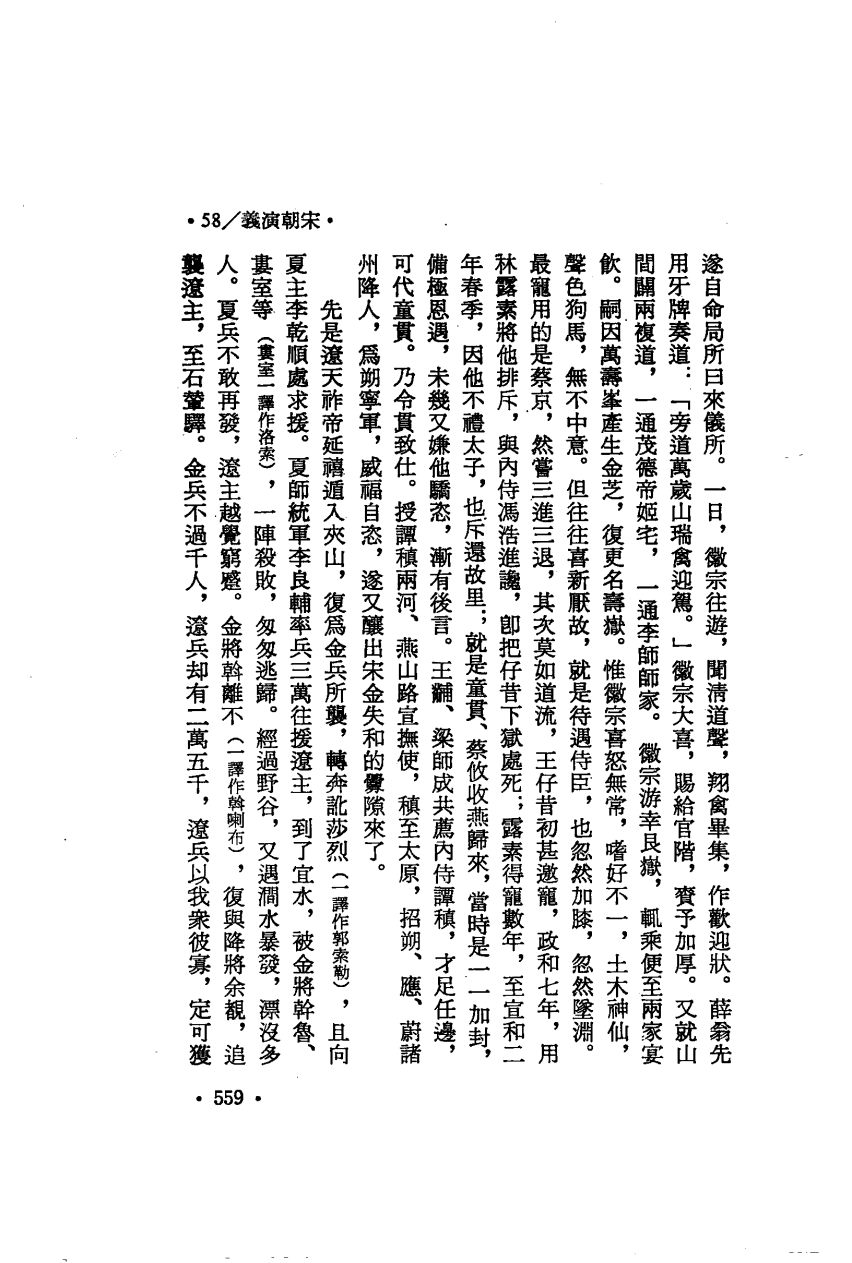 •58／義演朝宋•
遂自命局所曰來儀所。一日，徽宗往遊，聞淸道聲，翔禽畢集，作歡迎狀。薛翁先
用牙牌奏道：「旁道萬歲山瑞禽迎駕。」徽宗大喜，賜給官階，賚予加厚。又就山
間闢兩複道，一通茂德帝姬宅，一通李師師家。徽宗游幸艮嶽，輒乘便至兩家宴
飲。嗣因萬壽峯產生金芝，復更名壽嶽。惟徽宗喜怒無常，嗜好不一，土木神仙，
聲色狗馬，無不中意。但往往喜新厭故，就是待遇侍臣，也忽然加膝，忽然墜淵。
最寵用的是蔡京，然嘗三進三退，其次莫如道流，王仔昔初甚邀寵，政和七年，用
林露素將他排斥，與內侍馮浩進讒，卽把仔昔下獄處死；露素得寵數年，至宣和二
年春季，因他不禮太子，也斥還故里；就是童貫、蔡攸收燕歸來，當時是一一加封，
備極恩遇，未幾又嫌他驕恣，漸有後言。王黼、梁師成共薦內侍譚稹，才足任邊，
可代童貫。乃令貫致仕。授譚稹兩河、燕山路宣撫使，稹至太原，招朔、應、蔚諸
州降人，爲朔寧軍，威福自恣，遂又釀出宋金失和的釁隙來了。
先是遼天祚帝延禧遁入夾山，復爲金兵所襲，轉奔訛莎烈（一譯作郭索勒），且向
夏主李乾順處求援。夏師統軍李良輔率兵三萬往援遼主，到了宜水，被金將幹魯、
婁室等（婁室一譯作洛索），一陣殺敗，匆匆逃歸。經過野谷，又遇澗水暴發，漂沒多
人。夏兵不敢再發，遼主越覺窮蹙。金將斡離不（一譯作斡喇布），復與降將余覩，追
襲遼主，至石輦驛。金兵不過千人，遼兵却有二萬五千，遼兵以我衆彼寡，定可獲
•559•